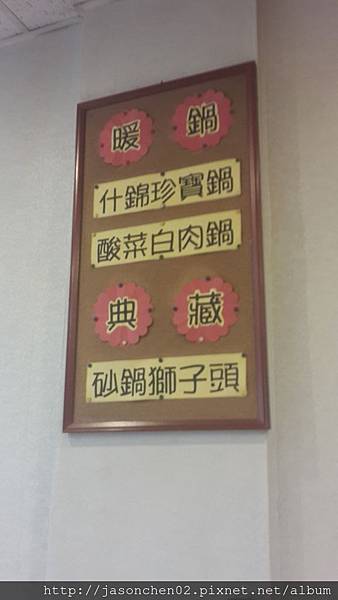 暖鍋
什錦珍寶鍋
酸菜白肉鍋
典藏
砂鍋獅子頭
http://jasonchen02.pixnet.net/album